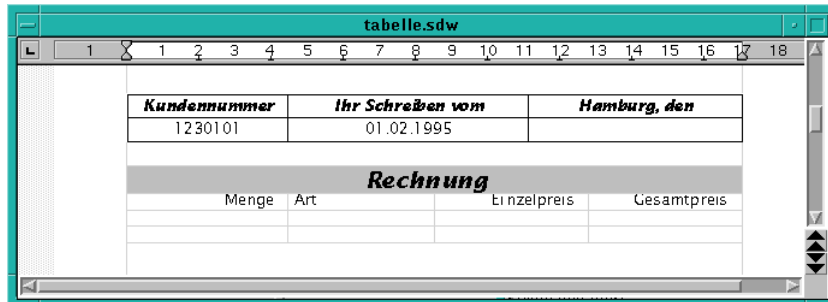 tabelle.sdw
1 1 2 3 4 5 6 7 8 9 10 11 12 13 14 15 16 17 18
Kundennummer Ihr Schreiben vom Hamburg, den
1230101 01.02.1995
Rechnung
Menge Art Einzelpreis Gesamtpreis